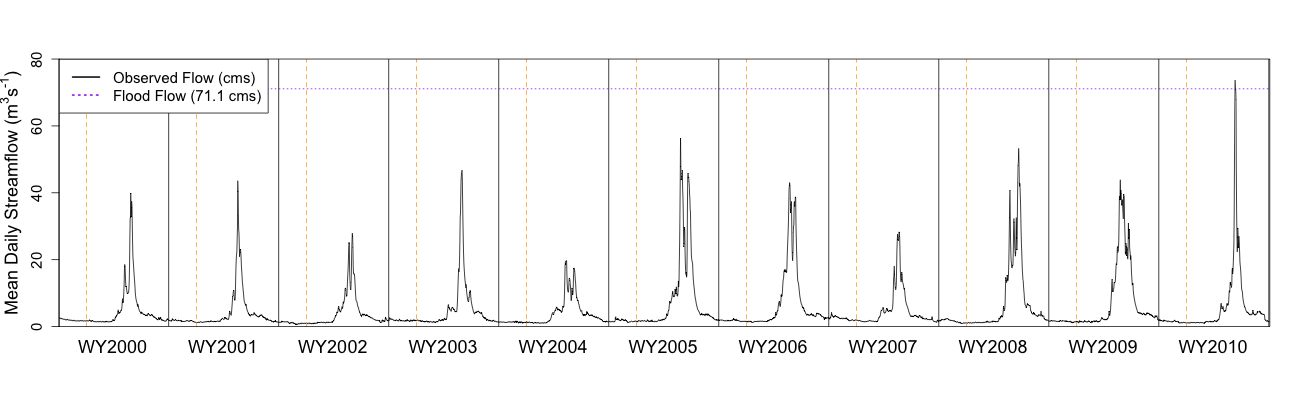 Mean Daily Streamflow (m³s⁻¹)
80
60
40
20
0
Observed Flow (cms)
Flood Flow (71.1 cms)
WY2000 WY2001 WY2002 WY2003 WY2004 WY2005 WY2006 WY2007 WY2008 WY2009 WY2010